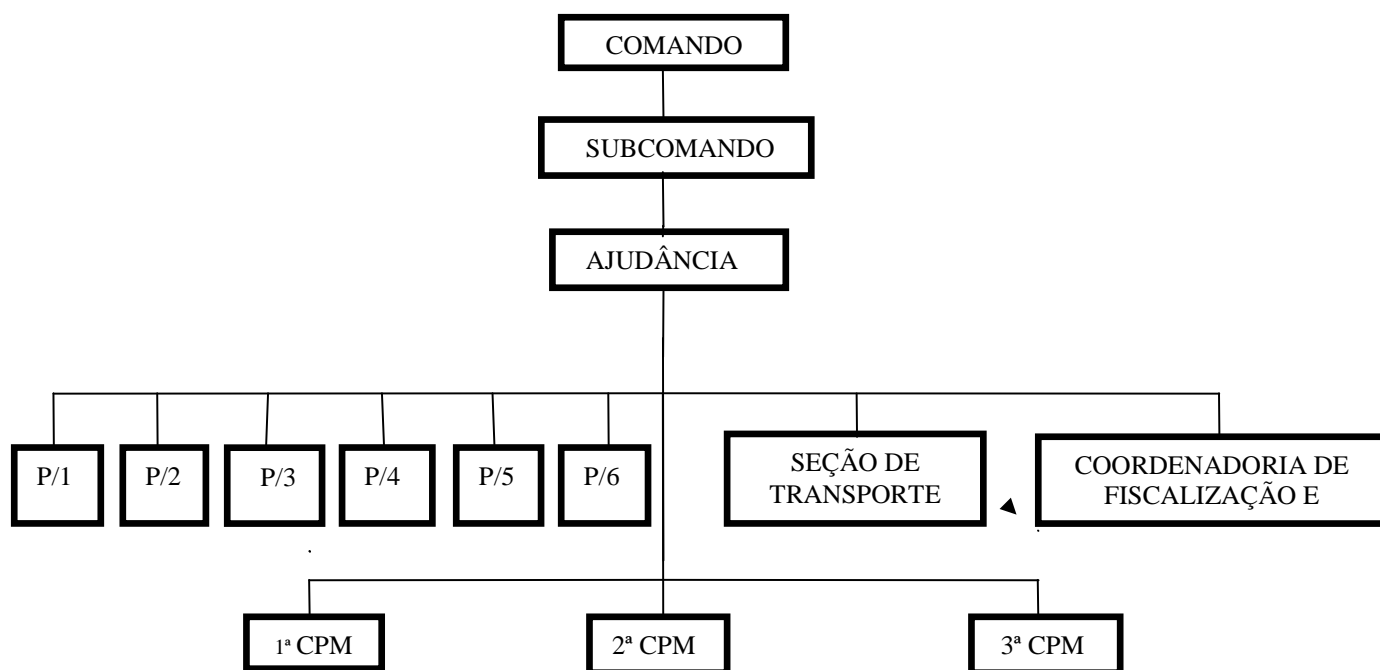 COMANDO
SUBCOMANDO
AJUDÂNCIA
P/1
P/2
P/3
P/4
P/5
P/6
SEÇÃO DE
TRANSPORTE
COORDENADORIA DE
FISCALIZAÇÃO E
1ª CPM
2ª CPM
3ª CPM